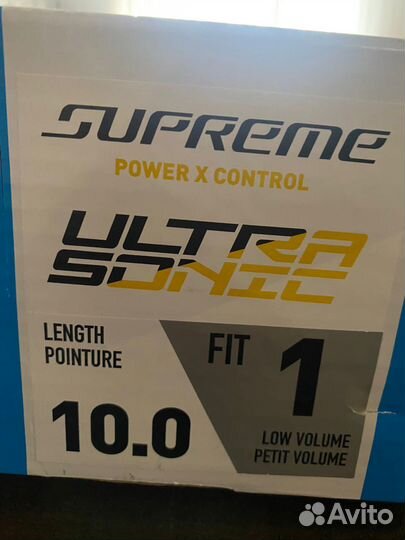 SUPREME
POWER X CONTROL
ULTRA
SONIC
LENGTH
POINTURE
10.0
FIT 1
LOW VOLUME
PETIT VOLUME
Avito